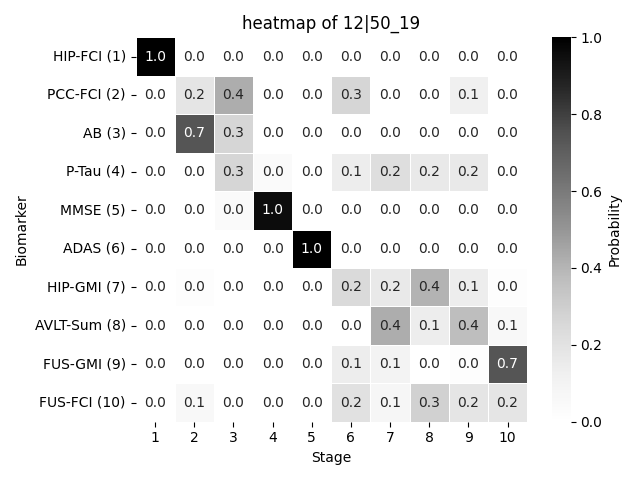 heatmap of 12|50_19
HIP-FCI (1) 1.0 0.0 0.0 0.0 0.0 0.0 0.0 0.0 0.0 0.0
PCC-FCI (2) 0.0 0.2 0.4 0.0 0.0 0.3 0.0 0.0 0.1 0.0
AB (3) 0.0 0.7 0.3 0.0 0.0 0.0 0.0 0.0 0.0 0.0
P-Tau (4) 0.0 0.0 0.3 0.0 0.0 0.1 0.2 0.2 0.2 0.0
MMSE (5) 0.0 0.0 0.0 1.0 0.0 0.0 0.0 0.0 0.0 0.0
ADAS (6) 0.0 0.0 0.0 0.0 1.0 0.0 0.0 0.0 0.0 0.0
HIP-GMI (7) 0.0 0.0 0.0 0.0 0.0 0.2 0.2 0.4 0.1 0.0
AVLT-Sum (8) 0.0 0.0 0.0 0.0 0.0 0.0 0.4 0.1 0.4 0.1
FUS-GMI (9) 0.0 0.0 0.0 0.0 0.0 0.1 0.1 0.0 0.0 0.7
FUS-FCI (10) 0.0 0.1 0.0 0.0 0.0 0.2 0.1 0.3 0.2 0.2
1 2 3 4 5 6 7 8 9 10
Stage
Biomarker
1.0
0.8
0.6
0.4
0.2
0.0
Probability